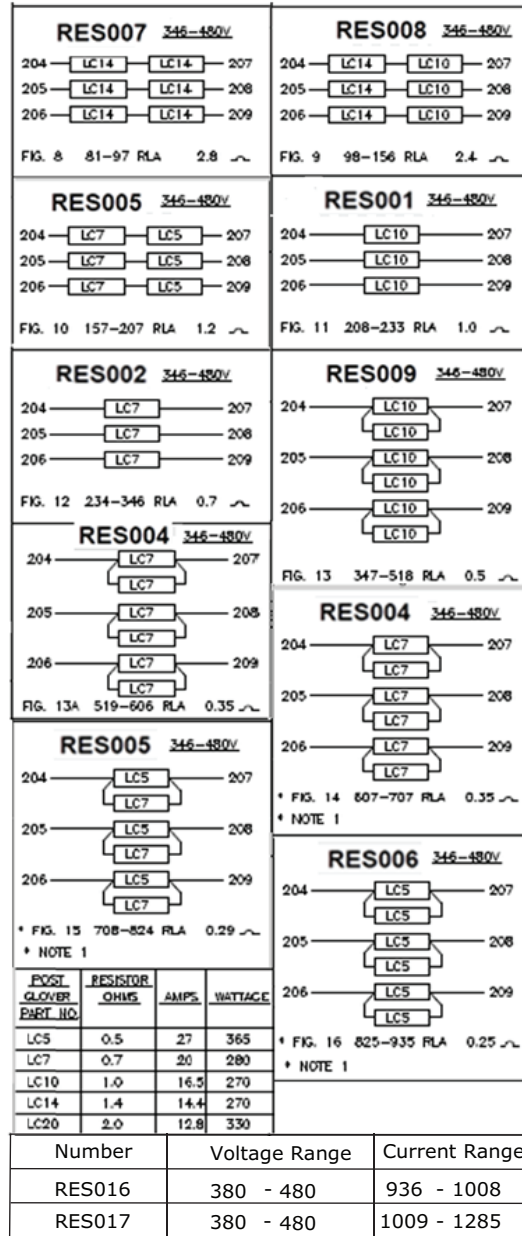 RES007 346-480V
204 LC14 LC14 207
205 LC14 LC14 208
206 LC14 LC14 209
FIG. 8 81-97 RLA 2.8
RES008 346-480V
204 LC14 LC10 207
205 LC14 LC10 208
206 LC14 LC10 209
FIG. 9 98-156 RLA 2.4
RES005 346-480V
204 LC7 LC5 207
205 LC7 LC5 208
206 LC7 LC5 209
FIG. 10 157-207 RLA 1.2
RES001 346-480V
204 LC10 207
205 LC10 208
206 LC10 209
FIG. 11 208-233 RLA 1.0
RES002 346-480V
204 LC7 207
205 LC7 208
206 LC7 209
FIG. 12 234-346 RLA 0.7
RES009 346-480V
204 LC10 207
LC10
205 LC10 208
LC10
206 LC10 209
LC10
FIG. 13 347-518 RLA 0.5
RES004 346-480V
204 LC7 207
LC7
205 LC7 208
LC7
206 LC7 209
LC7
FIG. 13A 519-606 RLA 0.35
RES004 346-480V
204 LC7 207
LC7
205 LC7 208
LC7
206 LC7 209
LC7
* FIG. 14 607-707 RLA 0.35
* NOTE 1
RES005 346-480V
204 LC5 207
LC7
205 LC5 208
LC7
206 LC5 209
LC7
* FIG. 15 708-824 RLA 0.29
* NOTE 1
RES006 346-480V
204 LC5 207
LC5
205 LC5 208
LC5
206 LC5 209
LC5
* FIG. 16 825-935 RLA 0.25
* NOTE 1
POST RESISTOR
GLOVER OHMS AMPS WATTAGE
PART NO.
LC5 0.5 27 365
LC7 0.7 20 280
LC10 1.0 16.5 270
LC14 1.4 14.4 270
LC20 2.0 12.8 330
Number Voltage Range Current Range
RES016 380 - 480 936 - 1008
RES017 380 - 480 1009 - 1285